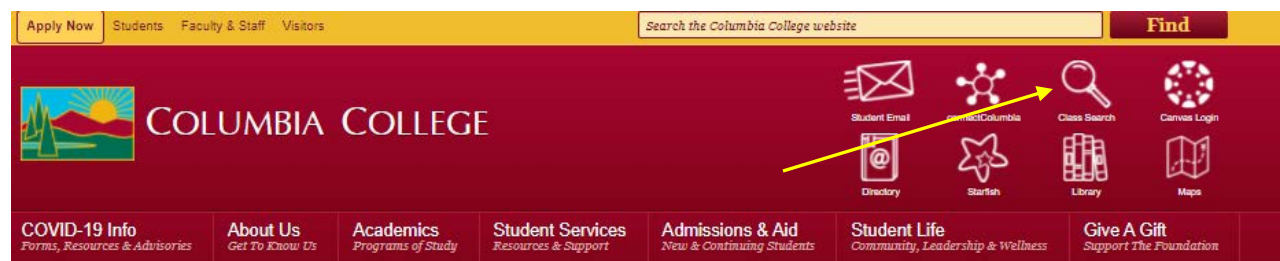 Apply Now Students Faculty & Staff Visitors Search the Columbia College website Find
COLUMBIA COLLEGE
Student Email connectColumbia Class Search Canvas Login
Directory Starfish Library Maps
COVID-19 Info About Us Academics Student Services Admissions & Aid Student Life Give A Gift
Forms, Resources & Advisories Get To Know Us Programs of Study Resources & Support New & Continuing Students Community, Leadership & Wellness Support The Foundation